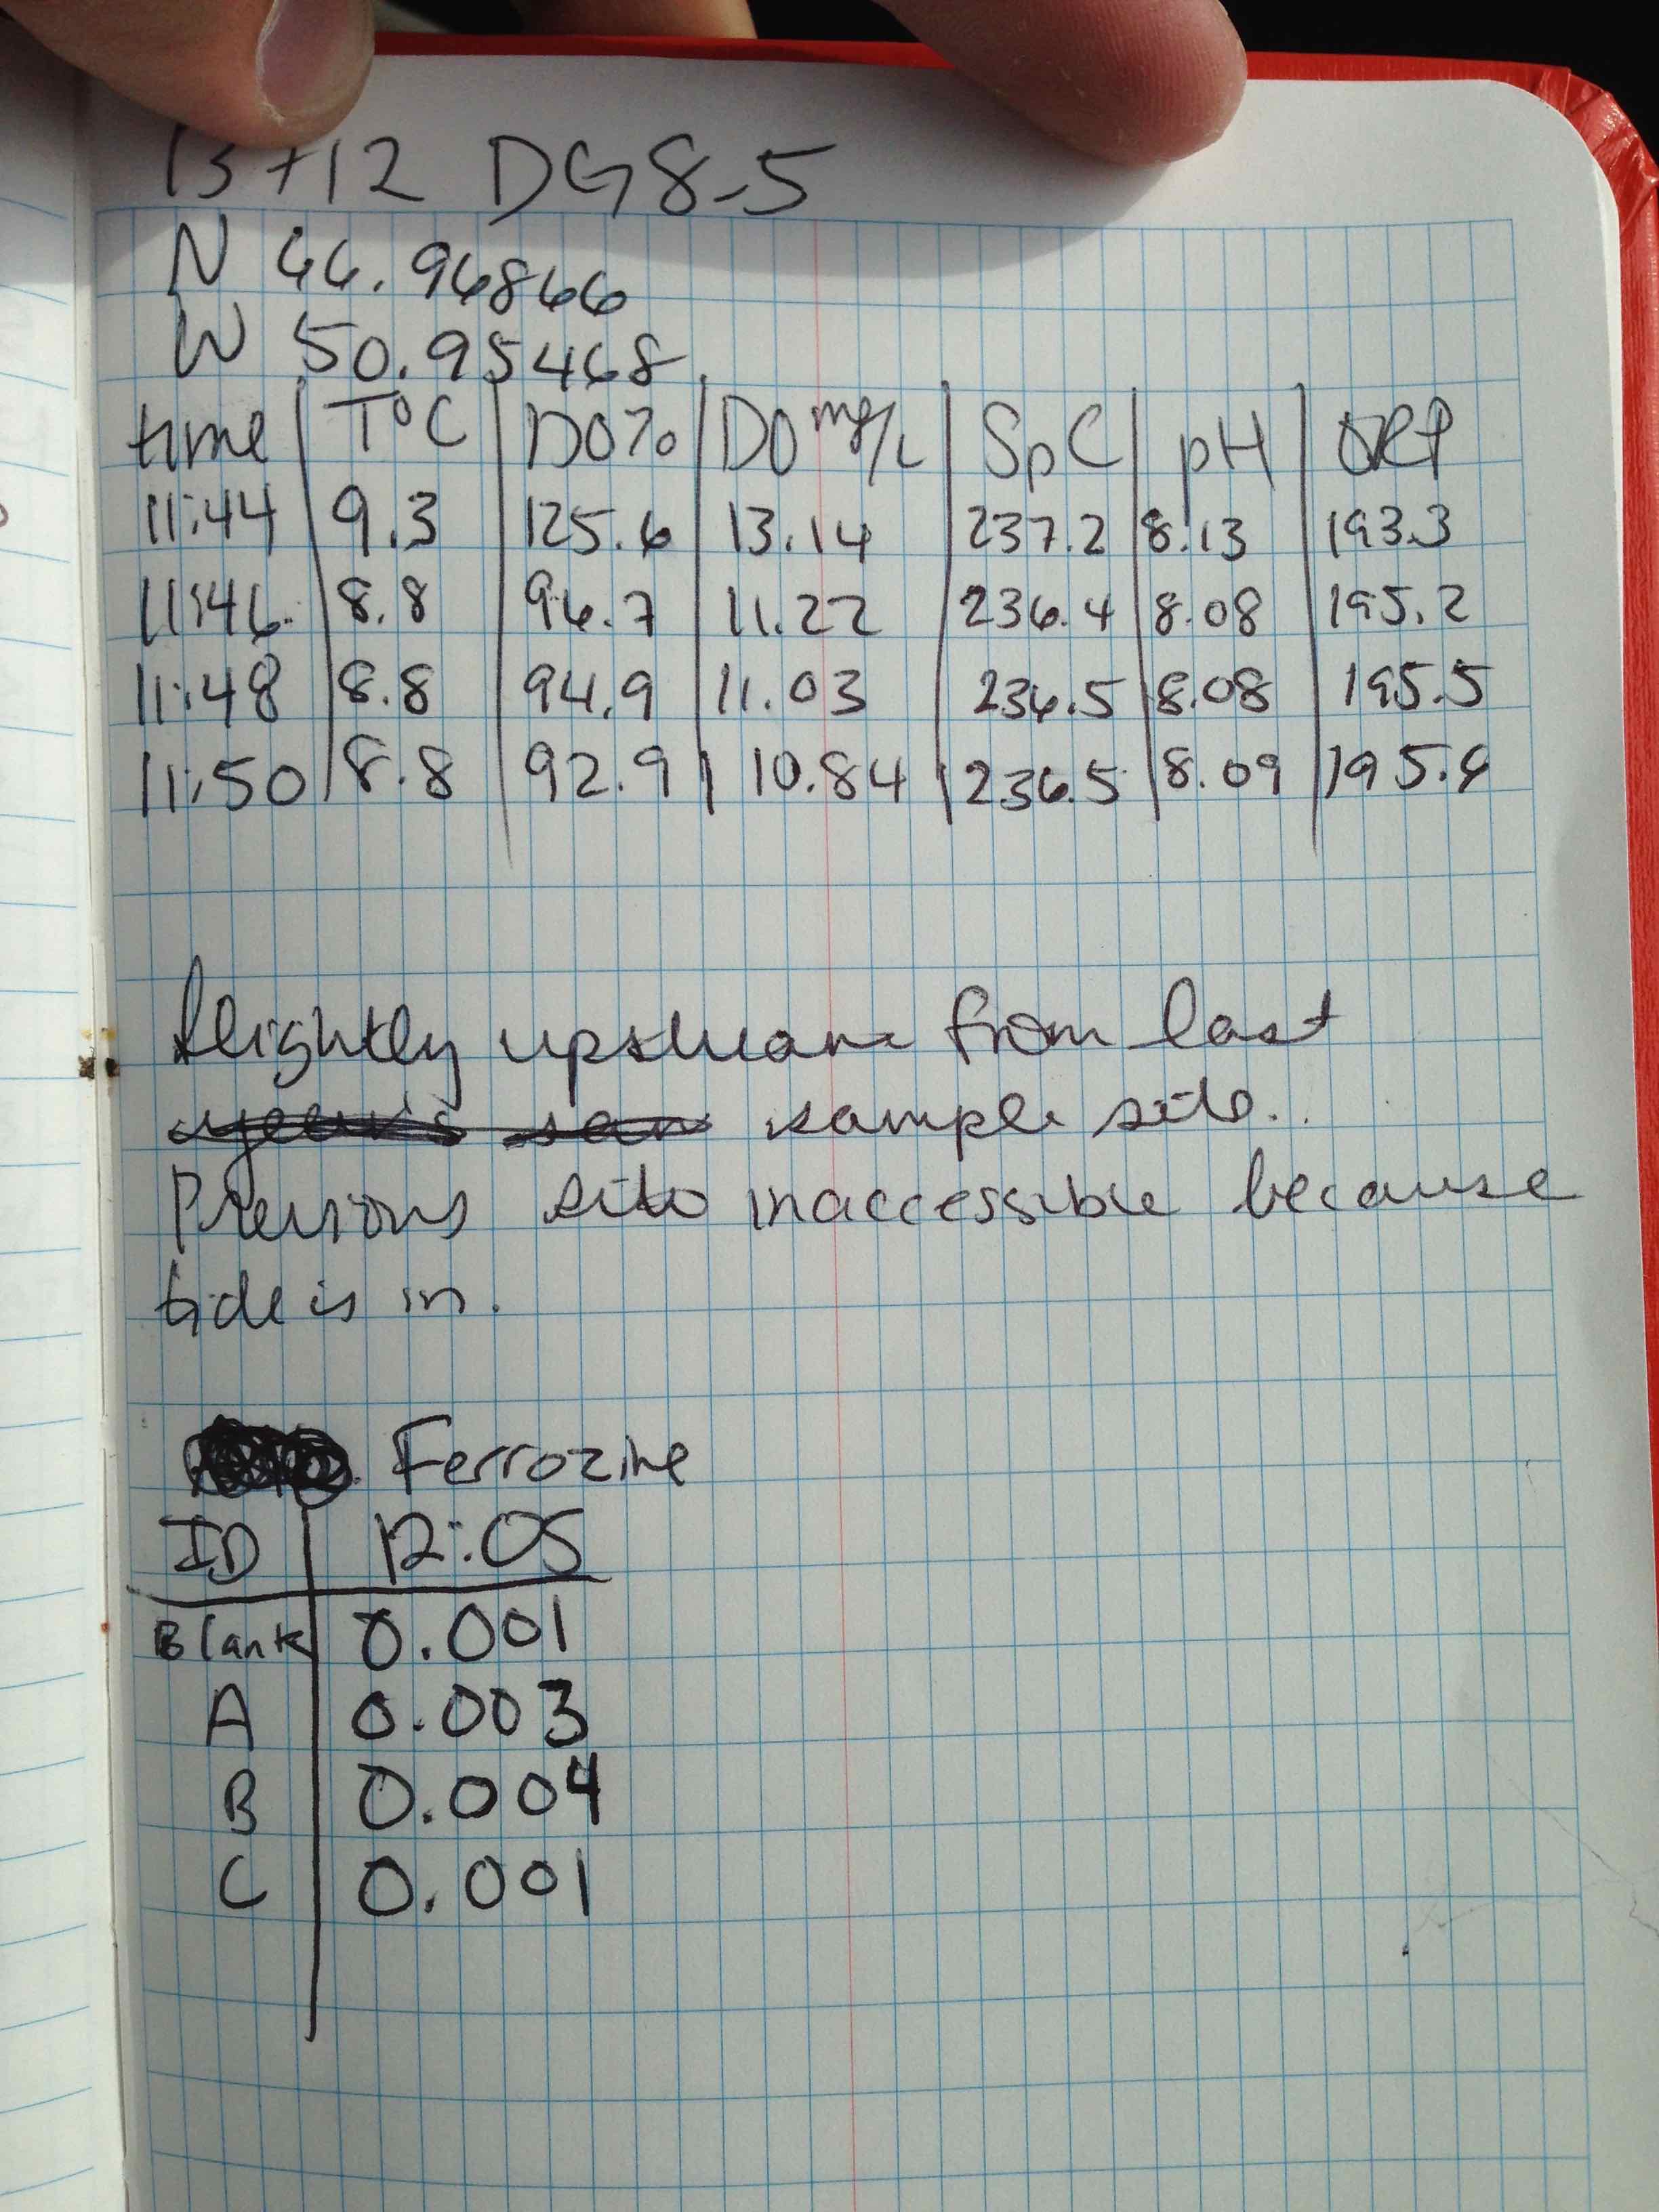 13+12 DG8-5
N 66.96866
W 50.95468
time T°C DO% DO mg/L SpC pH ORP
11:44 9.3 125.6 13.14 237.2 8.13 193.3
11:46 8.8 96.7 11.22 236.4 8.08 195.2
11:48 8.8 94.9 11.03 236.5 8.08 195.5
11:50 8.8 92.9 10.84 236.5 8.09 195.6
Slightly upstream from last
sample site.
Previous site inaccessible because
tide is in.
Ferrozine
ID 12:05
Blank 0.001
A 0.003
B 0.004
C 0.001